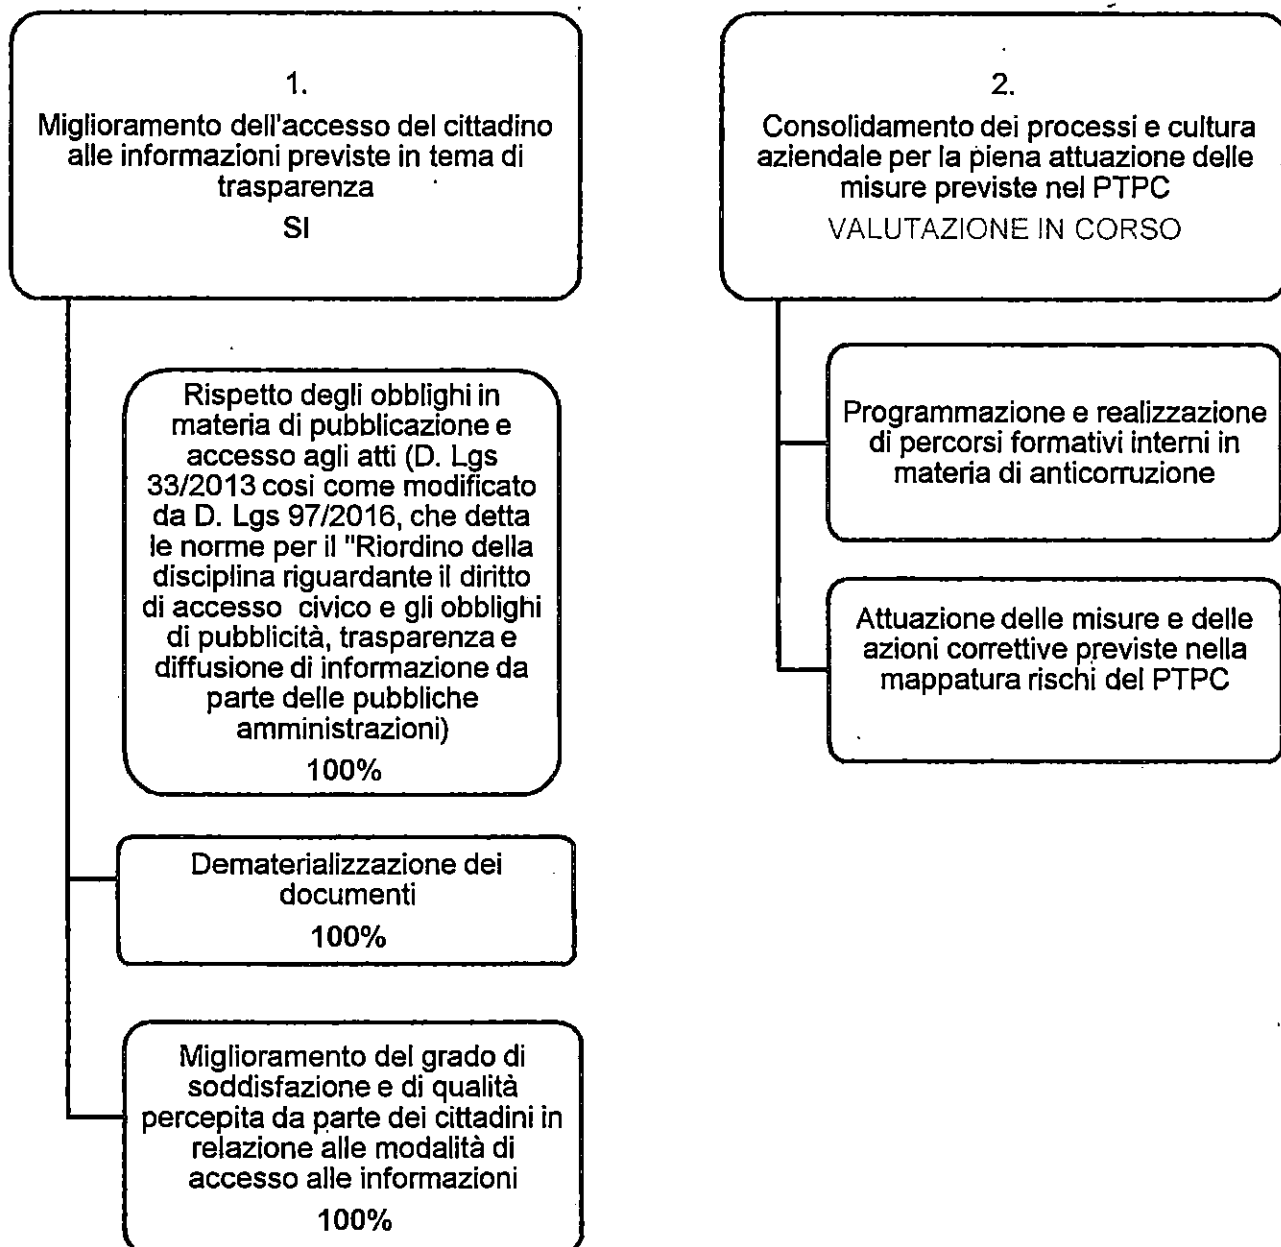 1.
Miglioramento dell'accesso del cittadino
alle informazioni previste in tema di
trasparenza
SI
Rispetto degli obblighi in
materia di pubblicazione e
accesso agli atti (D. Lgs
33/2013 cosi come modificato
da D. Lgs 97/2016, che detta
le norme per il "Riordino della
disciplina riguardante il diritto
di accesso civico e gli obblighi
di pubblicità, trasparenza e
diffusione di informazione da
parte delle pubbliche
amministrazioni)
100%
Dematerializzazione dei
documenti
100%
Miglioramento del grado di
soddisfazione e di qualità
percepita da parte dei cittadini in
relazione alle modalità di
accesso alle informazioni
100%
2.
Consolidamento dei processi e cultura
aziendale per la piena attuazione delle
misure previste nel PTPC
VALUTAZIONE IN CORSO
Programmazione e realizzazione
di percorsi formativi interni in
materia di anticorruzione
Attuazione delle misure e delle
azioni correttive previste nella
mappatura rischi del PTPC